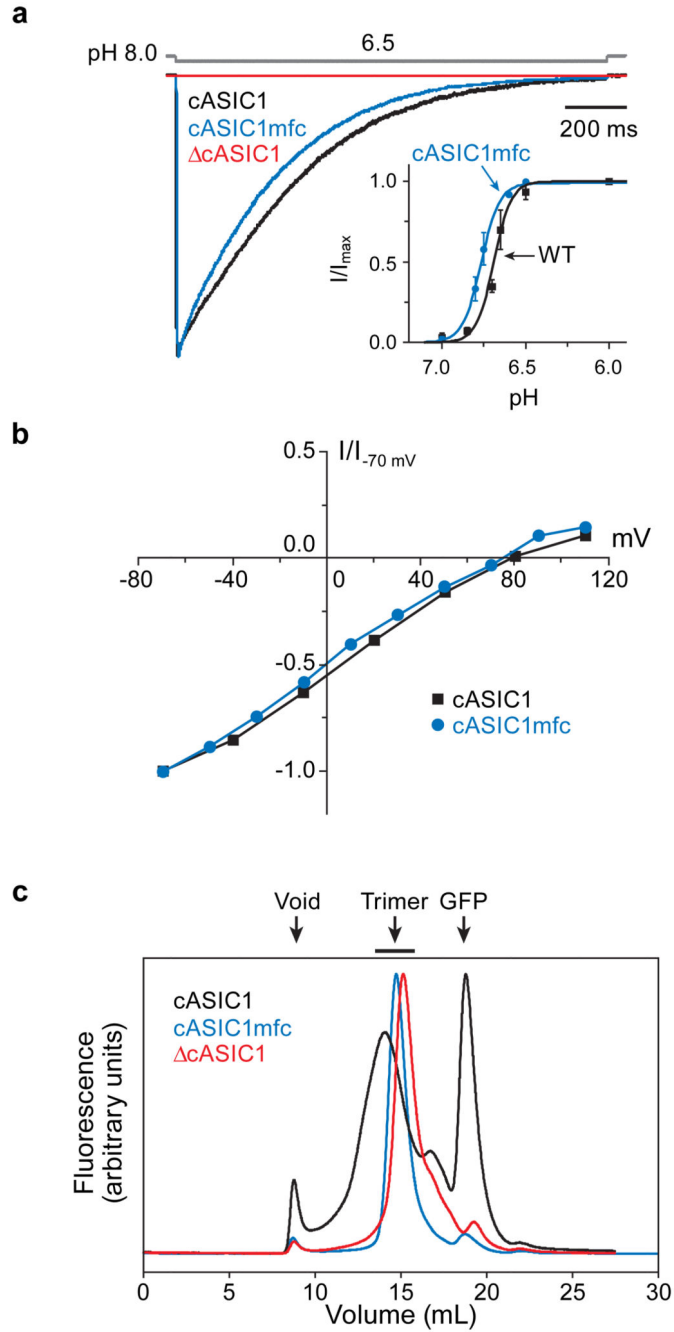 a
pH 8.0
6.5
cASIC1
cASIC1mfc
ΔcASIC1
200 ms
cASIC1mfc
1.0
0.5
0.0
I/Imax
WT
7.0 6.5 6.0
pH
b
0.5
I/I-70 mV
0.0
mV
-80 -40 0 40 80 120
-0.5
-1.0
cASIC1
cASIC1mfc
c
Void Trimer GFP
cASIC1
cASIC1mfc
ΔcASIC1
Fluorescence
(arbitrary units)
0 5 10 15 20 25 30
Volume (mL)